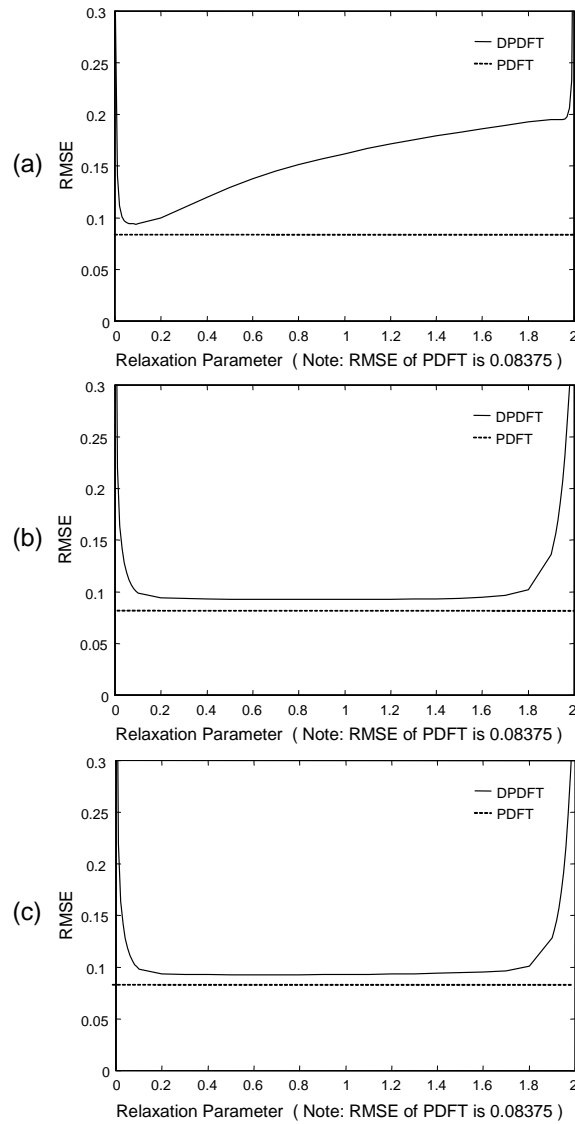 (a)
RMSE
0.3
0.25
0.2
0.15
0.1
0.05
0
DPDFT
PDFT
0 0.2 0.4 0.6 0.8 1 1.2 1.4 1.6 1.8 2
Relaxation Parameter ( Note: RMSE of PDFT is 0.08375 )
(b)
RMSE
0.3
0.25
0.2
0.15
0.1
0.05
0
DPDFT
PDFT
0 0.2 0.4 0.6 0.8 1 1.2 1.4 1.6 1.8 2
Relaxation Parameter ( Note: RMSE of PDFT is 0.08375 )
(c)
RMSE
0.3
0.25
0.2
0.15
0.1
0.05
0
DPDFT
PDFT
0 0.2 0.4 0.6 0.8 1 1.2 1.4 1.6 1.8 2
Relaxation Parameter ( Note: RMSE of PDFT is 0.08375 )